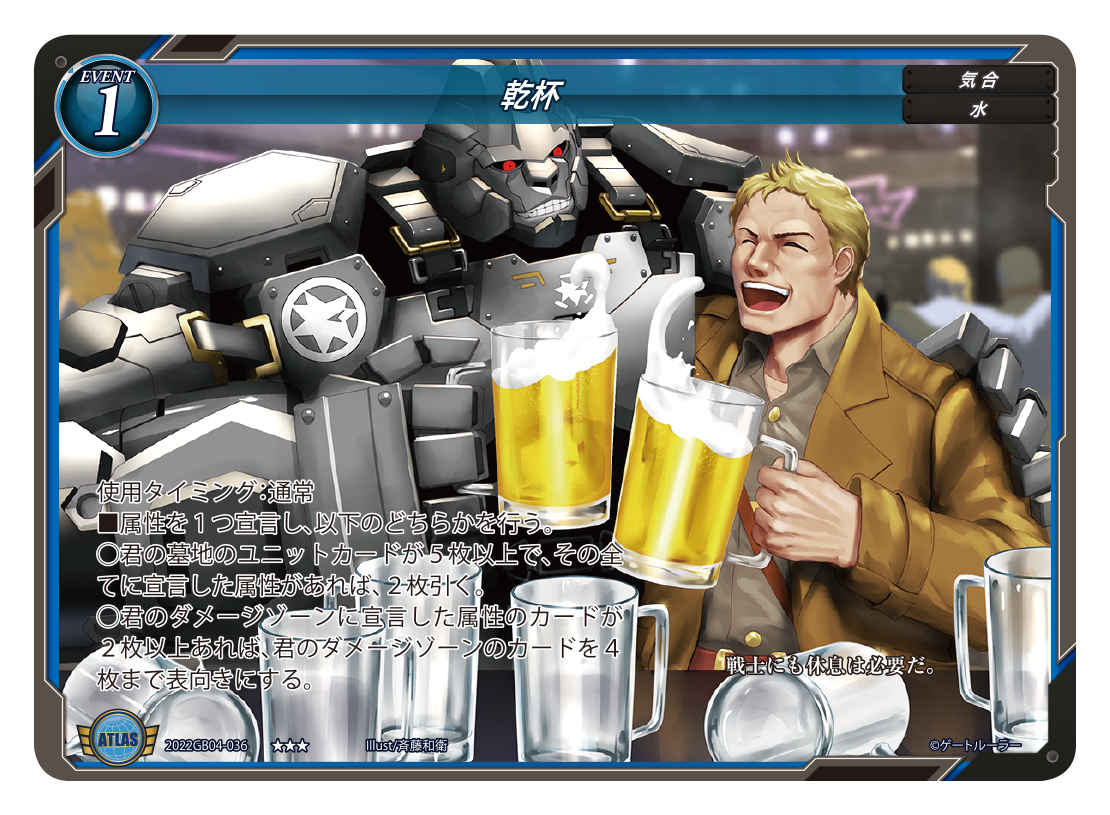 EVENT
1
乾杯
気合
水
使用タイミング:通常
■属性を1つ宣言し、以下のどちらかを行う。
○君の墓地のユニットカードが5枚以上で、その全
てに宣言した属性があれば、2枚引く。
○君のダメージゾーンに宣言した属性のカードが
2枚以上あれば、君のダメージゾーンのカードを4
枚まで表向きにする。
戦士にも休息は必要だ。
ATLAS
2022GB04-036 ★★★ Illust/斉藤和衛 ©ゲートルーラー